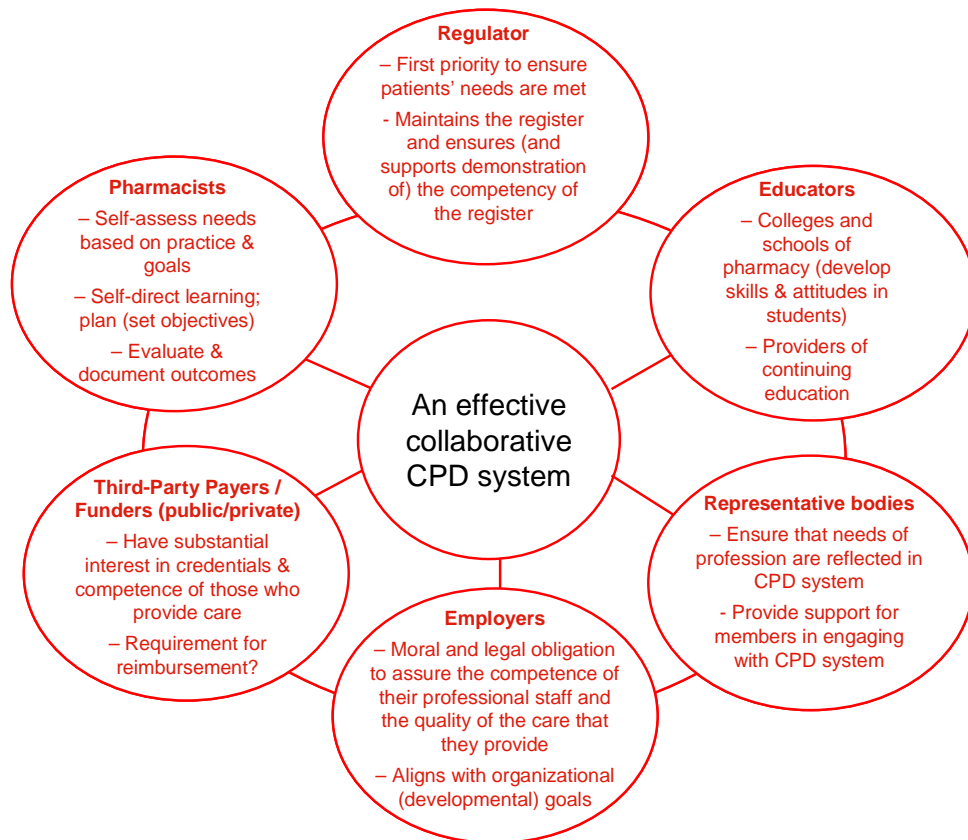 Regulator
– First priority to ensure
patients’ needs are met
- Maintains the register
and ensures (and
supports demonstration
of) the competency of
the register
Pharmacists
– Self-assess needs
based on practice &
goals
– Self-direct learning;
plan (set objectives)
– Evaluate &
document outcomes
Educators
– Colleges and
schools of
pharmacy (develop
skills & attitudes in
students)
– Providers of
continuing
education
An effective
collaborative
CPD system
Third-Party Payers /
Funders (public/private)
– Have substantial
interest in credentials &
competence of those who
provide care
– Requirement for
reimbursement?
Representative bodies
– Ensure that needs of
profession are reflected in
CPD system
- Provide support for
members in engaging
with CPD system
Employers
– Moral and legal obligation
to assure the competence of
their professional staff and
the quality of the care that
they provide
– Aligns with organizational
(developmental) goals